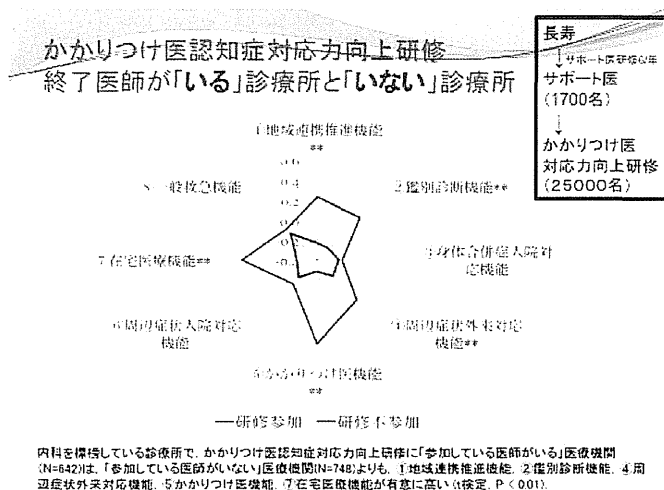 かかりつけ医認知症対応力向上研修
終了医師が「いる」診療所と「いない」診療所
長寿
サポート医
(1700名)
かかりつけ医
対応力向上研修
(25000名)
①地域連携推進機能
**
0.6
0.4
0.2
0.0
8一般救急機能
2鑑別診断機能**
7在宅医療機能**
3身体合併症入院対
応機能
6周辺症状入院対応
機能
④周辺症状外来対応
機能**
5かかりつけ医機能
**
研修参加 研修不参加
内科を標榜している診療所で、かかりつけ医認知症対応力向上研修に「参加している医師がいる」医療機関
(N=642)は、「参加している医師がいない」医療機関(N=748)よりも、①地域連携推進機能、②鑑別診断機能、④周
辺症状外来対応機能、⑤かかりつけ医機能、⑦在宅医療機能が有意に高い(t検定、P<0.01)。